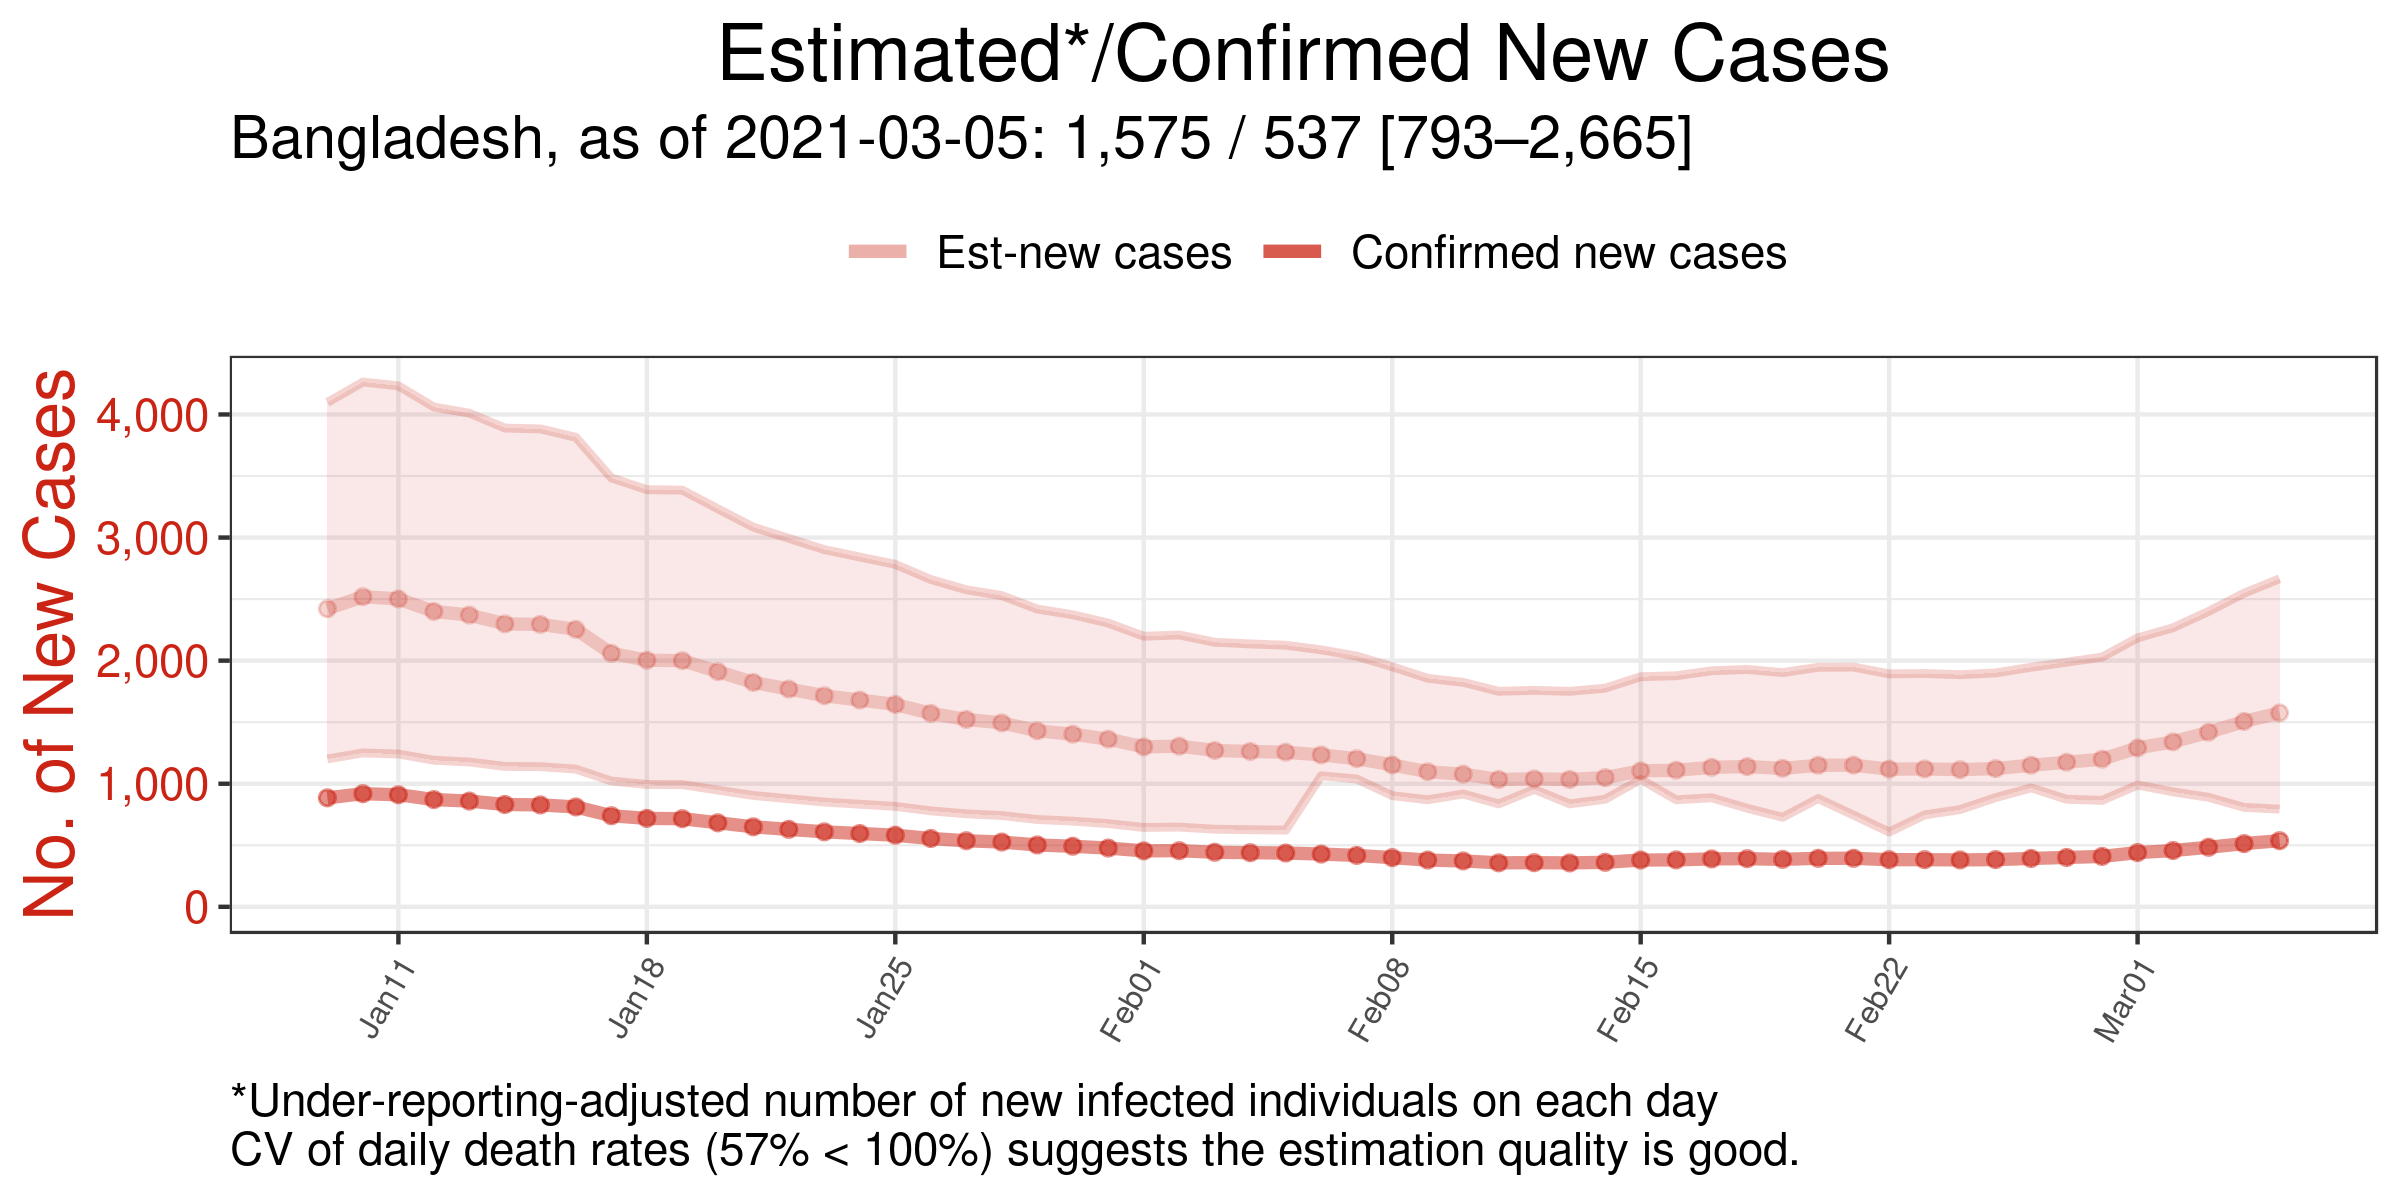 Estimated*/Confirmed New Cases
Bangladesh, as of 2021-03-05: 1,575 / 537 [793–2,665]
Est-new cases
Confirmed new cases
No. of New Cases
4,000
3,000
2,000
1,000
0
Jan11
Jan18
Jan25
Feb01
Feb08
Feb15
Feb22
Mar01
*Under-reporting-adjusted number of new infected individuals on each day
CV of daily death rates (57% < 100%) suggests the estimation quality is good.